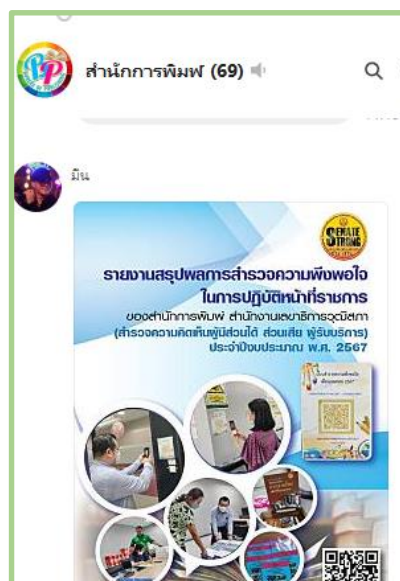 สำนักการพิมพ์ (69)
มีน
SENATE
STRONG
รายงานสรุปผลการสำรวจความพึงพอใจ
ในการปฏิบัติหน้าที่ราชการ
ของสำนักการพิมพ์ สำนักงานเลขาธิการวุฒิสภา
(สำรวจความคิดเห็นผู้มีส่วนได้ ส่วนเสีย ผู้รับบริการ)
ประจำปีงบประมาณ พ.ศ. 2567